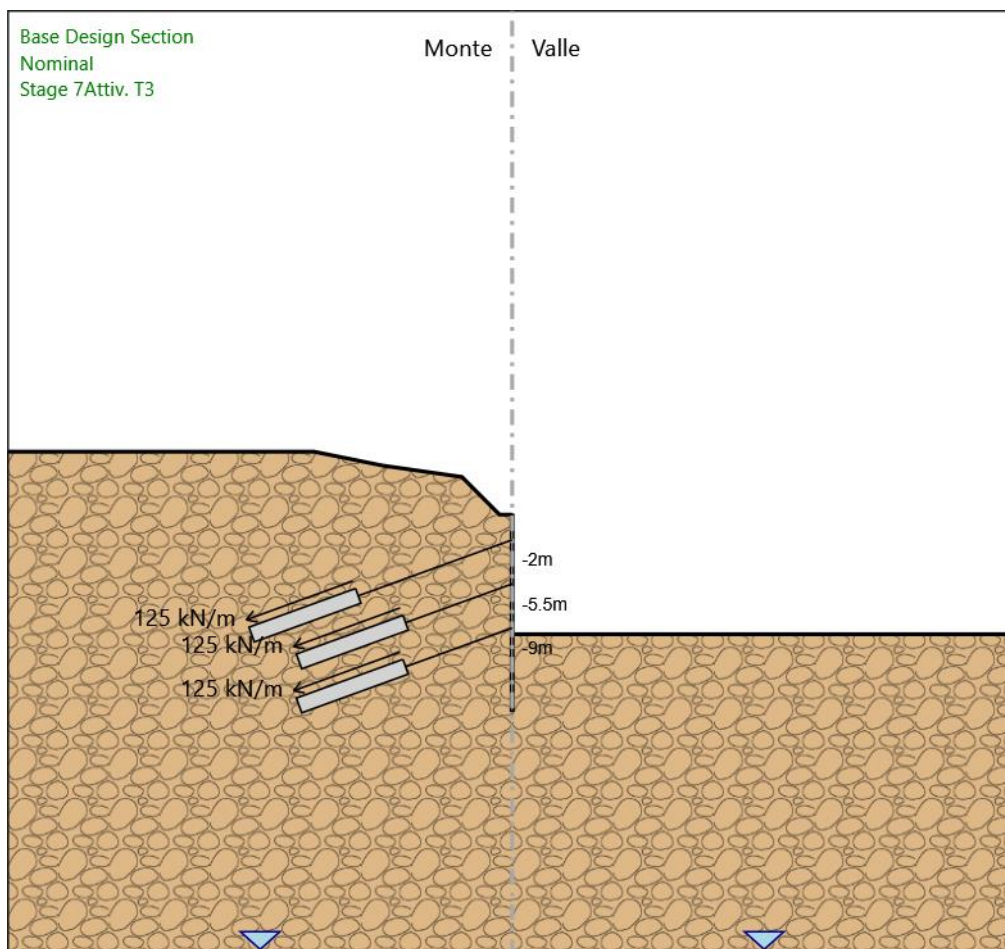 Base Design Section
Nominal
Stage 7Attiv. T3
Monte
Valle
-2m
-5.5m
125 kN/m
125 kN/m
-9m
125 kN/m